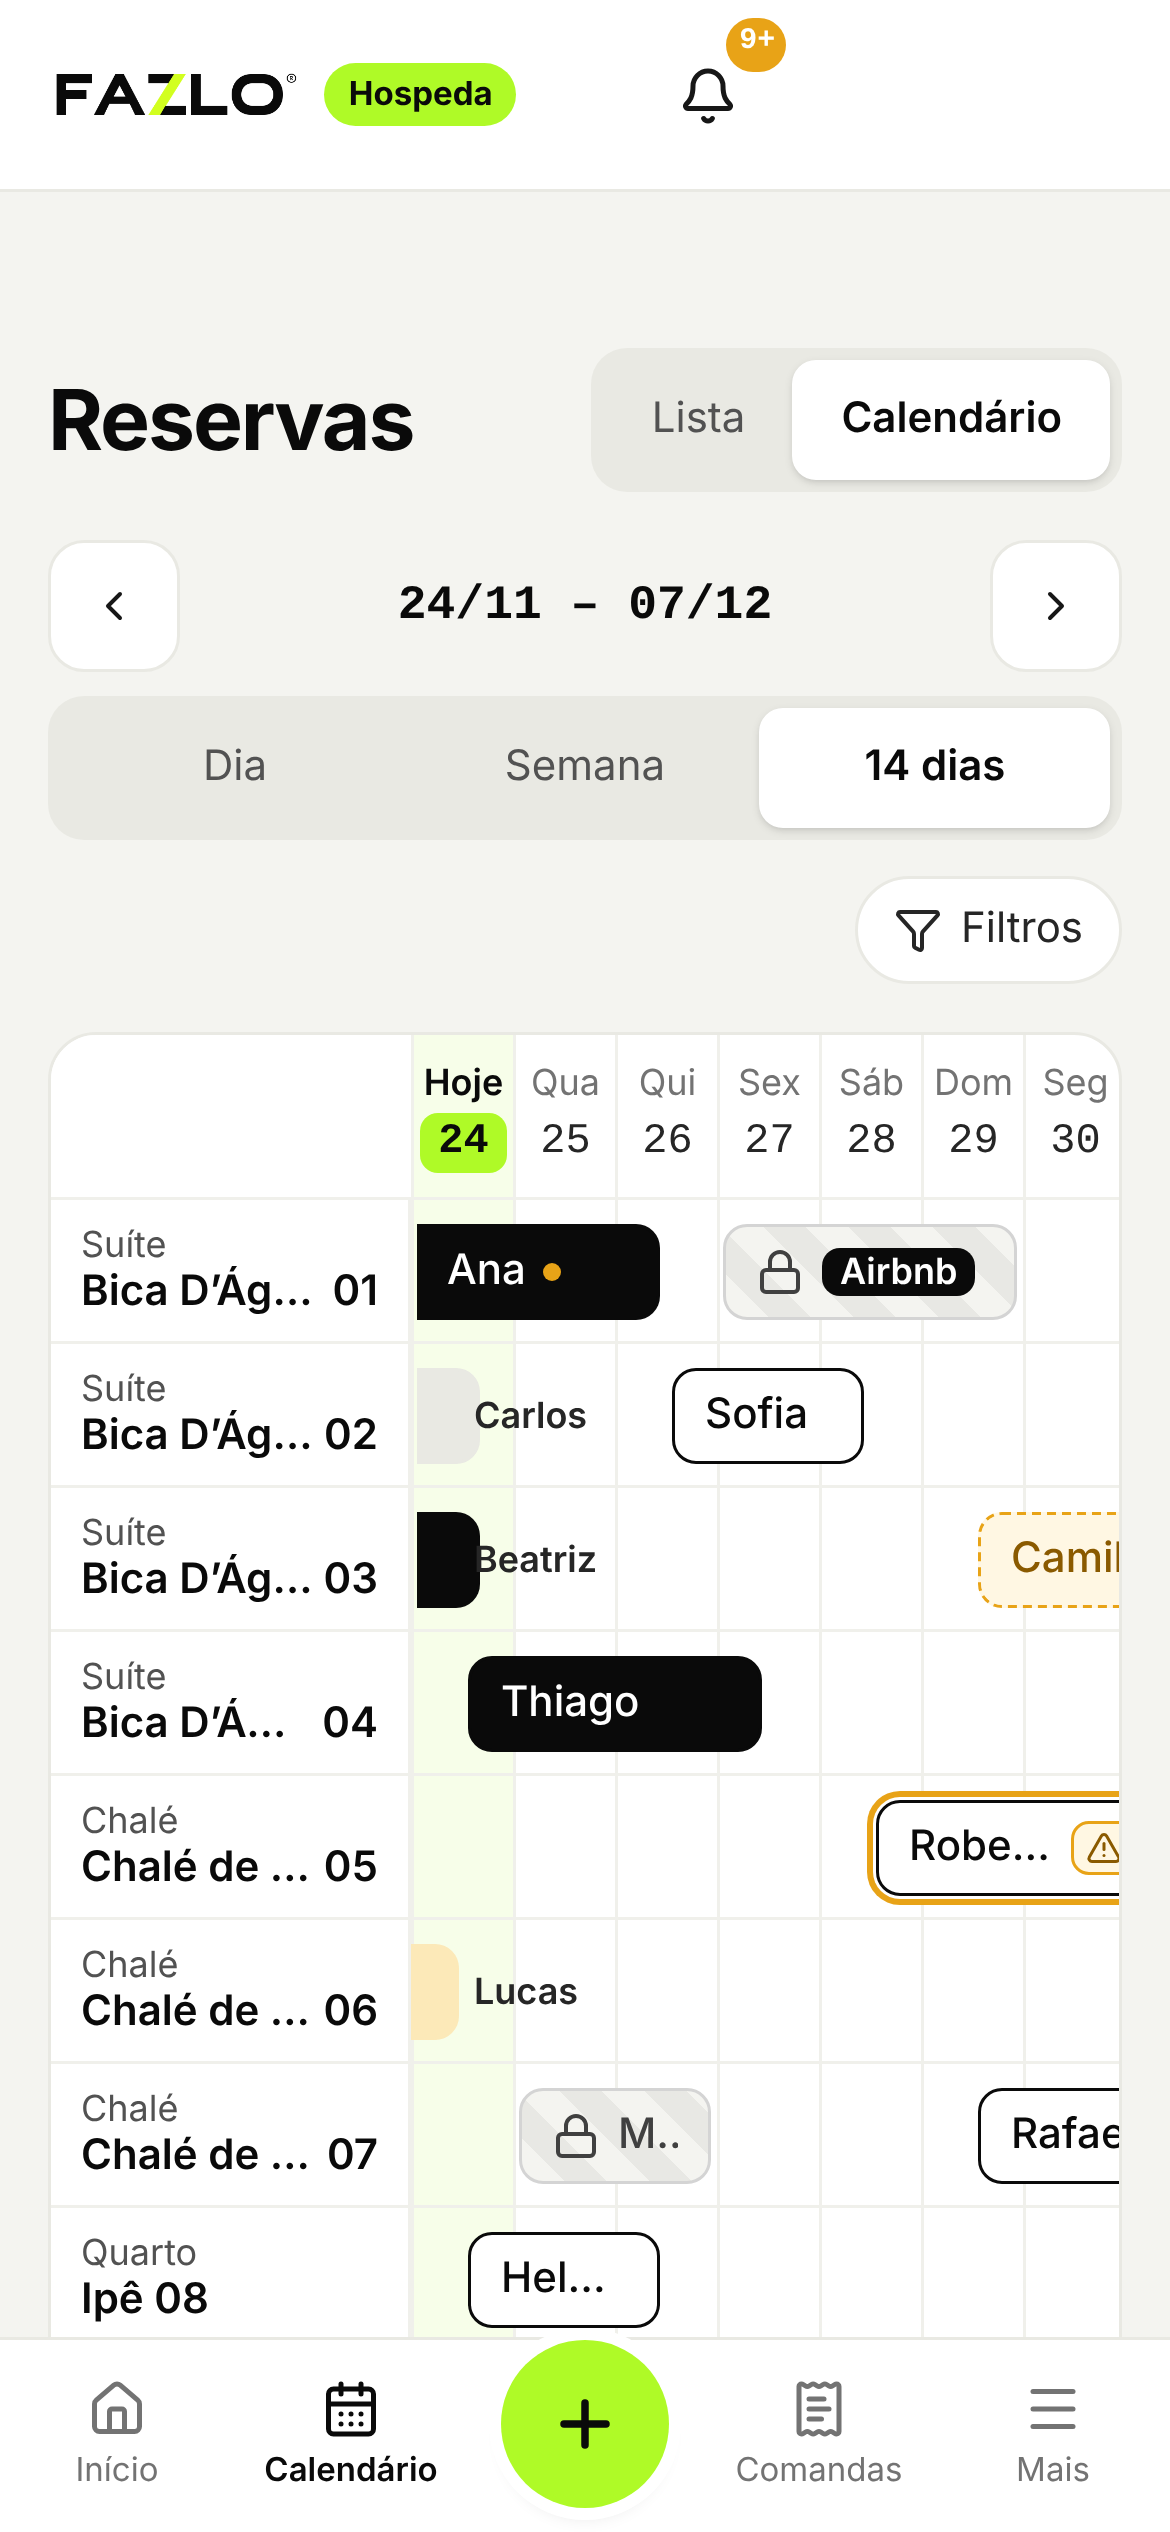 FAZLO® Hospeda 9+
Reservas Lista Calendário
24/11 – 07/12
Dia Semana 14 dias
Filtros
Hoje Qua Qui Sex Sáb Dom Seg
24 25 26 27 28 29 30
Suíte
Bica D’Ág... 01 Ana Airbnb
Suíte
Bica D’Ág... 02 Carlos Sofia
Suíte
Bica D’Ág... 03 Beatriz Camil
Suíte
Bica D’Á... 04 Thiago
Chalé
Chalé de ... 05 Robe...
Chalé
Chalé de ... 06 Lucas
Chalé
Chalé de ... 07 M.. Rafae
Quarto
Ipê 08 Hel...
Início Calendário Comandas Mais